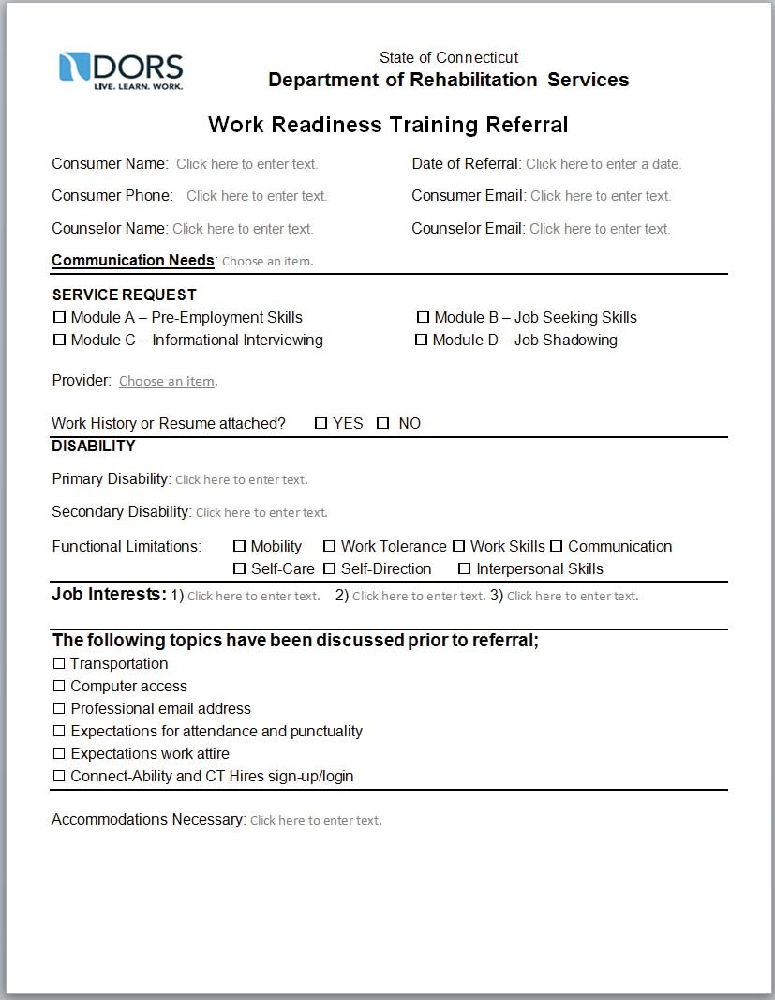 DORS
LIVE. LEARN. WORK.
State of Connecticut
Department of Rehabilitation Services
Work Readiness Training Referral
Consumer Name: Click here to enter text. Date of Referral: Click here to enter a date.
Consumer Phone: Click here to enter text. Consumer Email: Click here to enter text.
Counselor Name: Click here to enter text. Counselor Email: Click here to enter text.
Communication Needs: Choose an item.
SERVICE REQUEST
☐ Module A – Pre-Employment Skills ☐ Module B – Job Seeking Skills
☐ Module C – Informational Interviewing ☐ Module D – Job Shadowing
Provider: Choose an item.
Work History or Resume attached? ☐ YES ☐ NO
DISABILITY
Primary Disability: Click here to enter text.
Secondary Disability: Click here to enter text.
Functional Limitations: ☐ Mobility ☐ Work Tolerance ☐ Work Skills ☐ Communication
☐ Self-Care ☐ Self-Direction ☐ Interpersonal Skills
Job Interests: 1) Click here to enter text. 2) Click here to enter text. 3) Click here to enter text.
The following topics have been discussed prior to referral;
☐ Transportation
☐ Computer access
☐ Professional email address
☐ Expectations for attendance and punctuality
☐ Expectations work attire
☐ Connect-Ability and CT Hires sign-up/login
Accommodations Necessary: Click here to enter text.